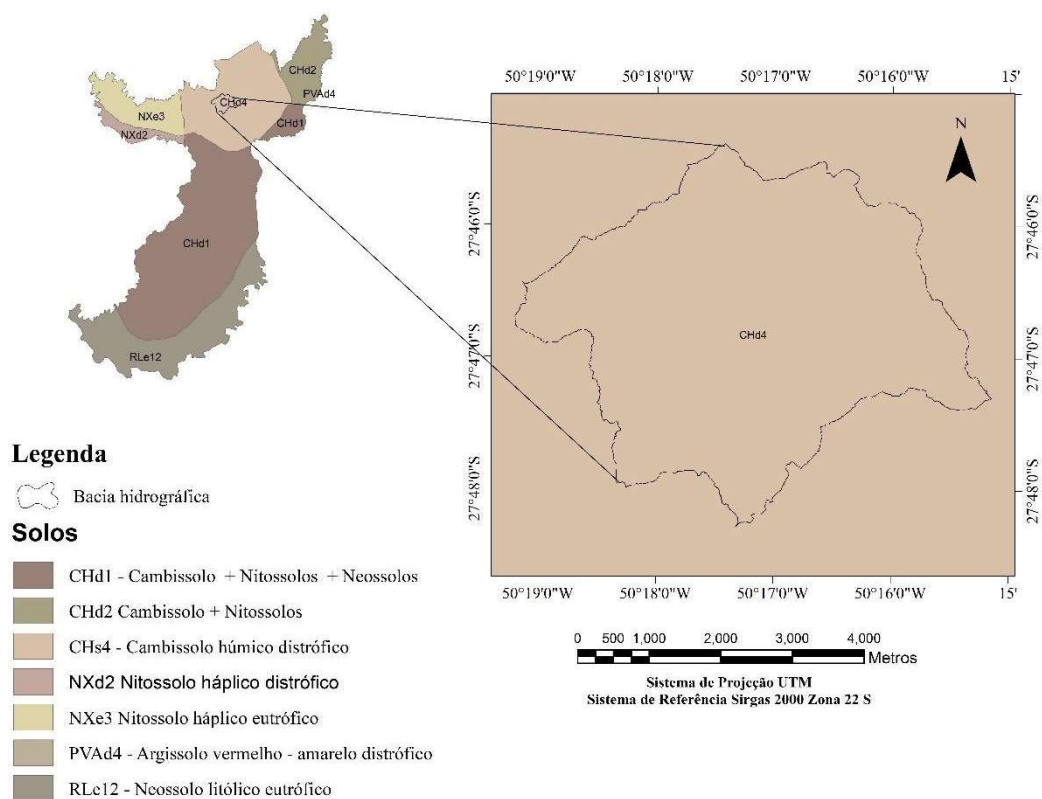 CHd2
PVAd4
CHd4
CHd1
NXe3
NXd2
CHd1
RLe12
50°19'0"W 50°18'0"W 50°17'0"W 50°16'0"W 15'
N
27°46'0"S 27°46'0"S
CHd4
27°47'0"S 27°47'0"S
27°48'0"S 27°48'0"S
50°19'0"W 50°18'0"W 50°17'0"W 50°16'0"W 15'
0 500 1,000 2,000 3,000 4,000
Metros
Sistema de Projeção UTM
Sistema de Referência Sirgas 2000 Zona 22 S
Legenda
Bacia hidrográfica
Solos
CHd1 - Cambissolo + Nitossolos + Neossolos
CHd2 Cambissolo + Nitossolos
CHs4 - Cambissolo húmico distrófico
NXd2 Nitossolo háplico distrófico
NXe3 Nitossolo háplico eutrófico
PVAd4 - Argissolo vermelho - amarelo distrófico
RLe12 - Neossolo litólico eutrófico